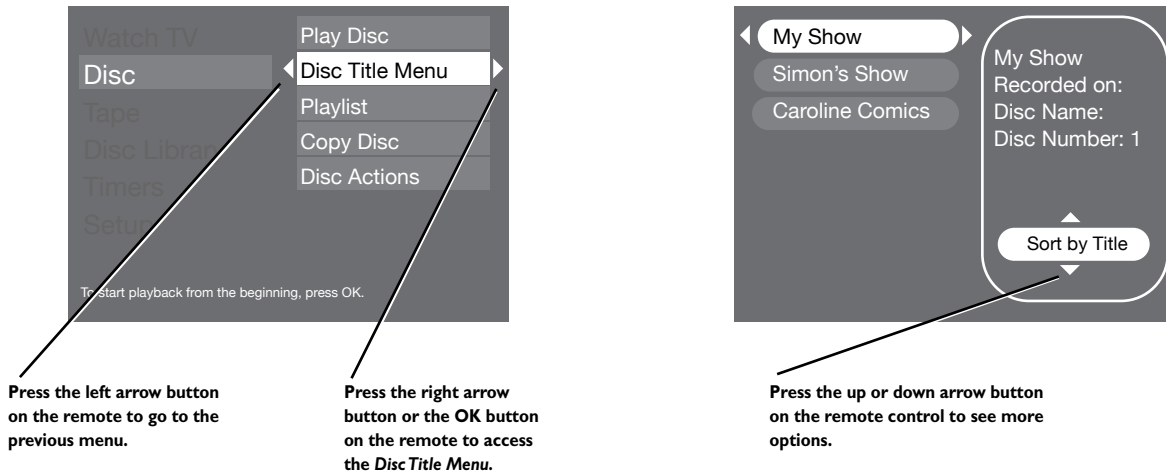 Watch TV
Disc
Tape
Disc Library
Timers
Setup
Play Disc
Disc Title Menu
Playlist
Copy Disc
Disc Actions
To start playback from the beginning, press OK.
Press the left arrow button
on the remote to go to the
previous menu.
Press the right arrow
button or the OK button
on the remote to access
the Disc Title Menu.
My Show
Simon's Show
Caroline Comics
My Show
Recorded on:
Disc Name:
Disc Number: 1
Sort by Title
Press the up or down arrow button
on the remote control to see more
options.